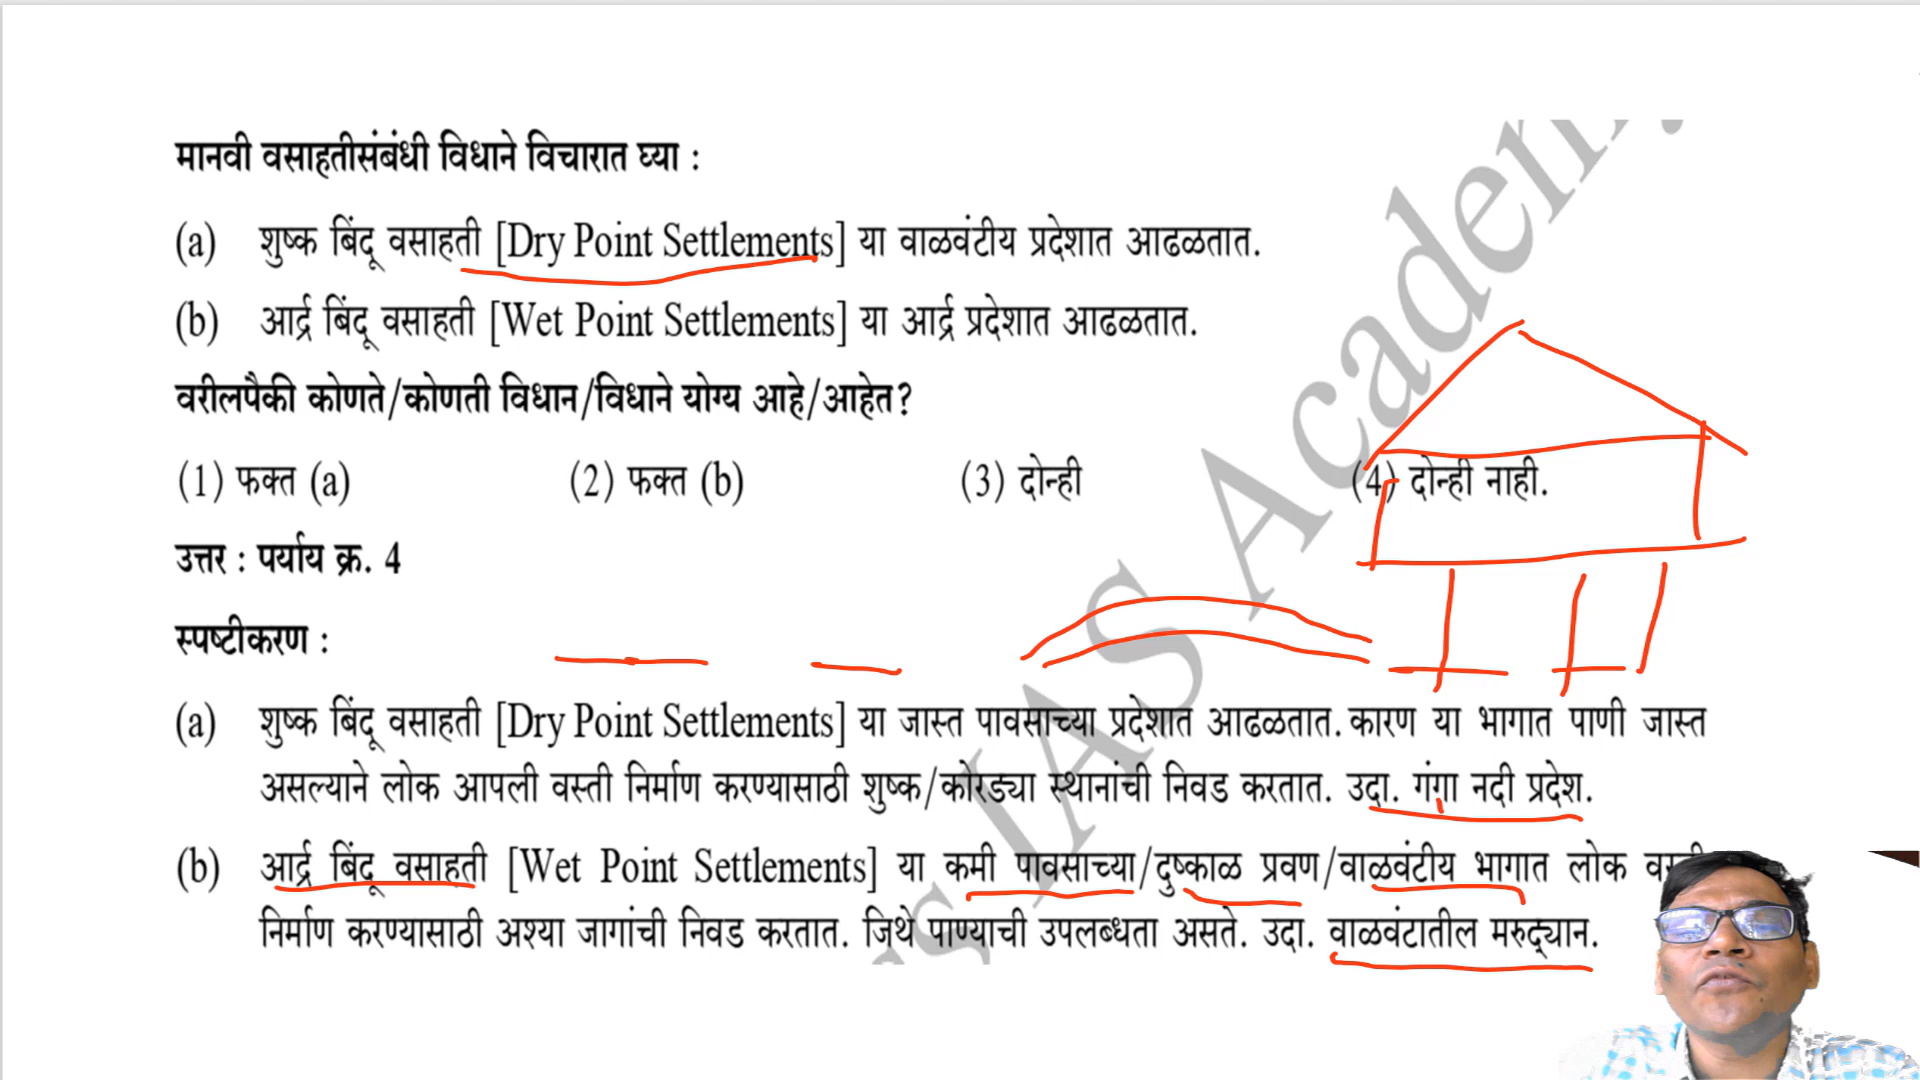 मानवी वसाहतीसंबंधी विधाने विचारात घ्या :
(a) शुष्क बिंदू वसाहती [Dry Point Settlements] या वाळवंटीय प्रदेशात आढळतात.
(b) आर्द्र बिंदू वसाहती [Wet Point Settlements] या आर्द्र प्रदेशात आढळतात.
वरीलपैकी कोणते/कोणती विधान/विधाने योग्य आहे/आहेत?
(1) फक्त (a) (2) फक्त (b) (3) दोन्ही (4) दोन्ही नाही.
उत्तर : पर्याय क्र. 4
स्पष्टीकरण :
(a) शुष्क बिंदू वसाहती [Dry Point Settlements] या जास्त पावसाच्या प्रदेशात आढळतात. कारण या भागात पाणी जास्त
असल्याने लोक आपली वस्ती निर्माण करण्यासाठी शुष्क/कोरड्या स्थानांची निवड करतात. उदा. गंगा नदी प्रदेश.
(b) आर्द्र बिंदू वसाहती [Wet Point Settlements] या कमी पावसाच्या/दुष्काळ प्रवण/वाळवंटीय भागात लोक
निर्माण करण्यासाठी अश्या जागांची निवड करतात. जिथे पाण्याची उपलब्धता असते. उदा. वाळवंटातील मरुद्यान.
IAS